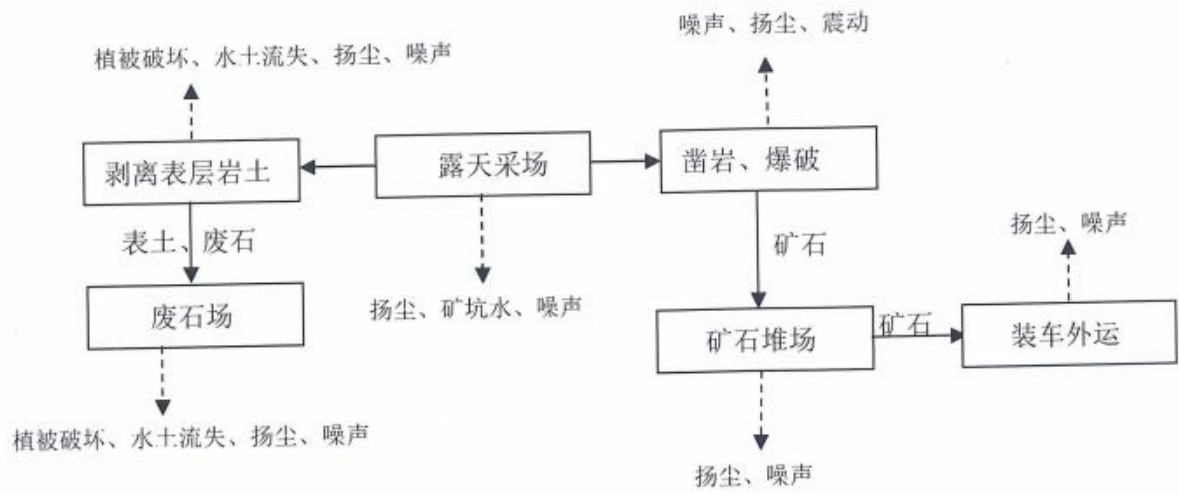 噪声、扬尘、震动
植被破坏、水土流失、扬尘、噪声
剥离表层岩土
露天采场
凿岩、爆破
表土、废石
矿石
扬尘、噪声
扬尘、矿坑水、噪声
废石场
矿石堆场
矿石
装车外运
植被破坏、水土流失、扬尘、噪声
扬尘、噪声